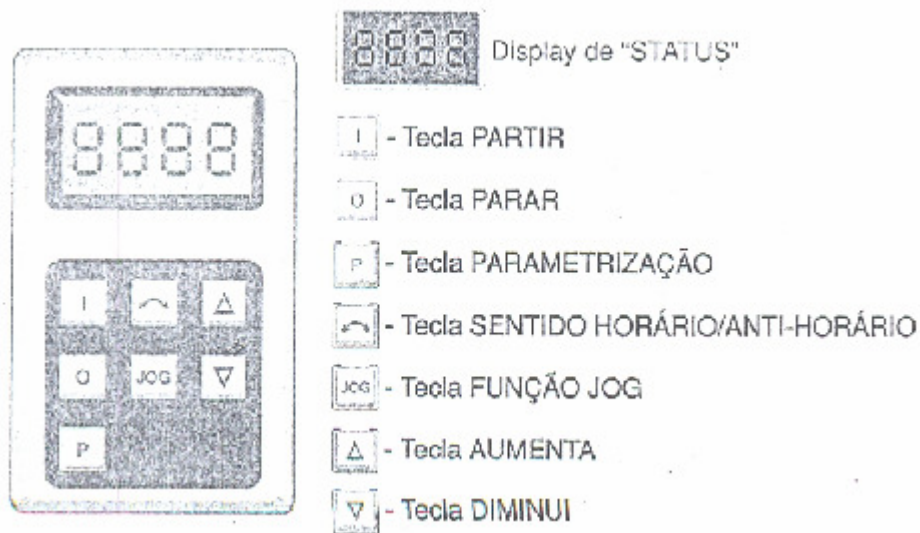 8888 Display de "STATUS"
I - Tecla PARTIR
O - Tecla PARAR
P - Tecla PARAMETRIZAÇÃO
- Tecla SENTIDO HORÁRIO/ANTI-HORÁRIO
JOG - Tecla FUNÇÃO JOG
- Tecla AUMENTA
- Tecla DIMINUI
8888
I
O JOG
P